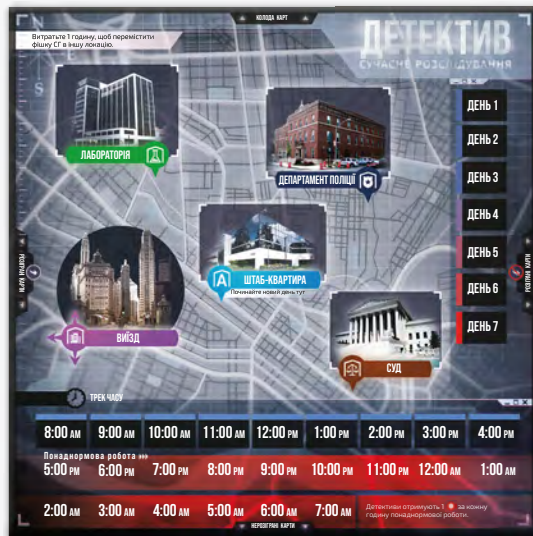 КОЛОДА КАРТ
N
Витратьте 1 годину, щоб перемістити
фішку СГ в іншу локацію.
ДЕТЕКТИВ
СУЧАСНЕ РОЗСЛІДУВАННЯ
S
ДЕНЬ 1
ДЕНЬ 2
ДЕНЬ 3
ДЕНЬ 4
ДЕНЬ 5
ДЕНЬ 6
ДЕНЬ 7
ЛАБОРАТОРІЯ
ДЕПАРТАМЕНТ ПОЛІЦІЇ
A ШТАБ-КВАРТИРА
Починайте новий день тут
РОЗІГРАНІ КАРТИ
ВИЇЗД
СУД
ТРЕК ЧАСУ
8:00 AM 9:00 AM 10:00 AM 11:00 AM 12:00 PM 1:00 PM 2:00 PM 3:00 PM 4:00 PM
Понаднормова робота »»
5:00 PM 6:00 PM 7:00 PM 8:00 PM 9:00 PM 10:00 PM 11:00 PM 12:00 AM 1:00 AM
2:00 AM 3:00 AM 4:00 AM 5:00 AM 6:00 AM 7:00 AM
Детективи отримують 1 за кожну
годину понаднормової роботи.
НЕРОЗІГРАНІ КАРТИ